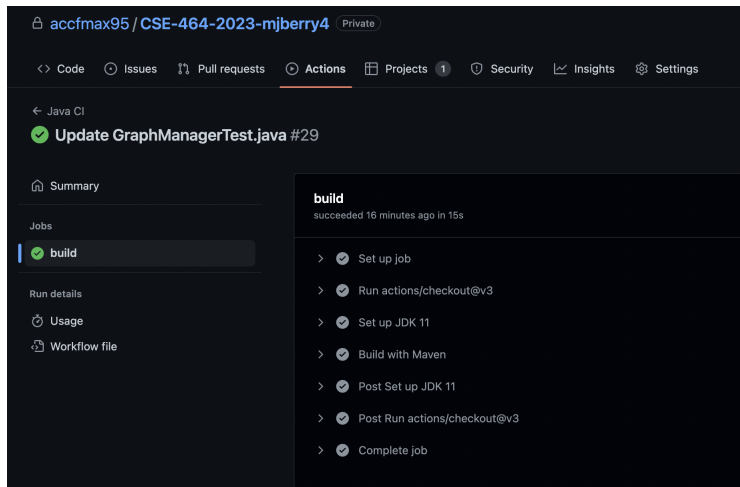 accfmax95 / CSE-464-2023-mjberry4 Private
Code Issues Pull requests Actions Projects 1 Security Insights Settings
← Java CI
Update GraphManagerTest.java #29
Summary
Jobs
build
Run details
Usage
Workflow file
build
succeeded 16 minutes ago in 15s
Set up job
Run actions/checkout@v3
Set up JDK 11
Build with Maven
Post Set up JDK 11
Post Run actions/checkout@v3
Complete job